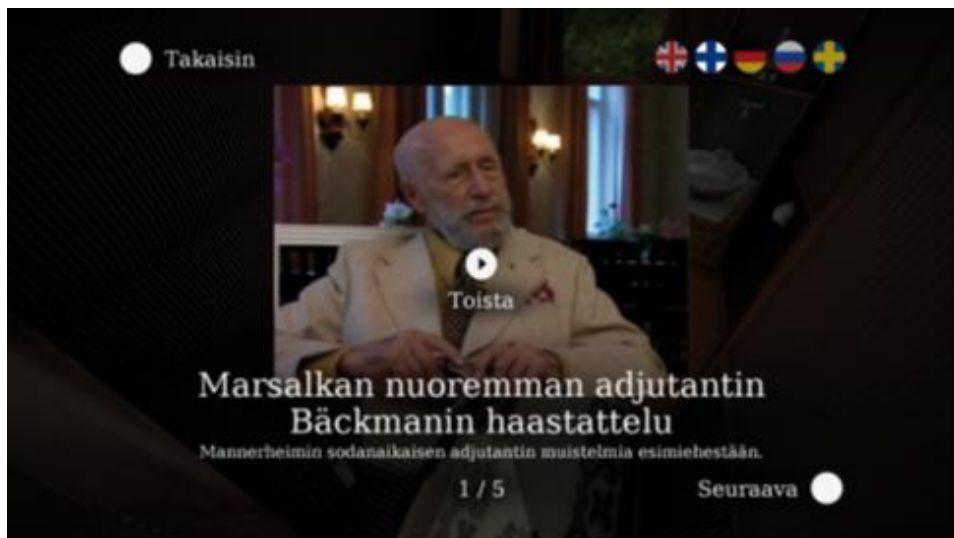 Takaisin
Toista
Marsalkan nuoremman adjutantin
Bäckmanin haastattelu
Mannerheimin sodanaikaisen adjutantin muistelmia esimiehestään.
1 / 5
Seuraava